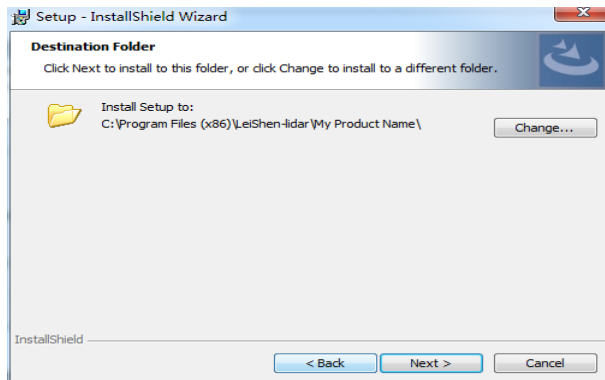 Setup - InstallShield Wizard
Destination Folder
Click Next to install to this folder, or click Change to install to a different folder.
Install Setup to:
C:\Program Files (x86)\LeiShen-lidar\My Product Name\
Change...
InstallShield
< Back
Next >
Cancel